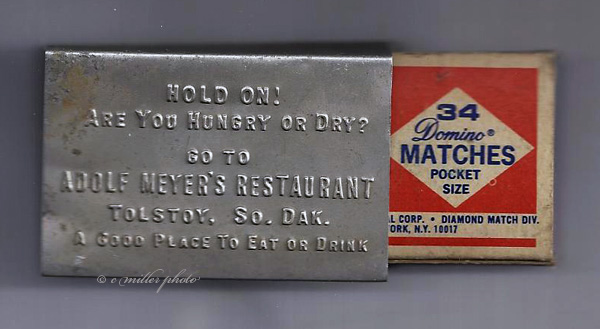 HOLD ON!
ARE YOU HUNGRY OR DRY?
GO TO
ADOLF MEYER'S RESTAURANT
TOLSTOY, SO. DAK.
A GOOD PLACE TO EAT OR DRINK
34
Domino®
MATCHES
POCKET
SIZE
L CORP. • DIAMOND MATCH DIV.
ORK, N.Y. 10017
© c miller photo